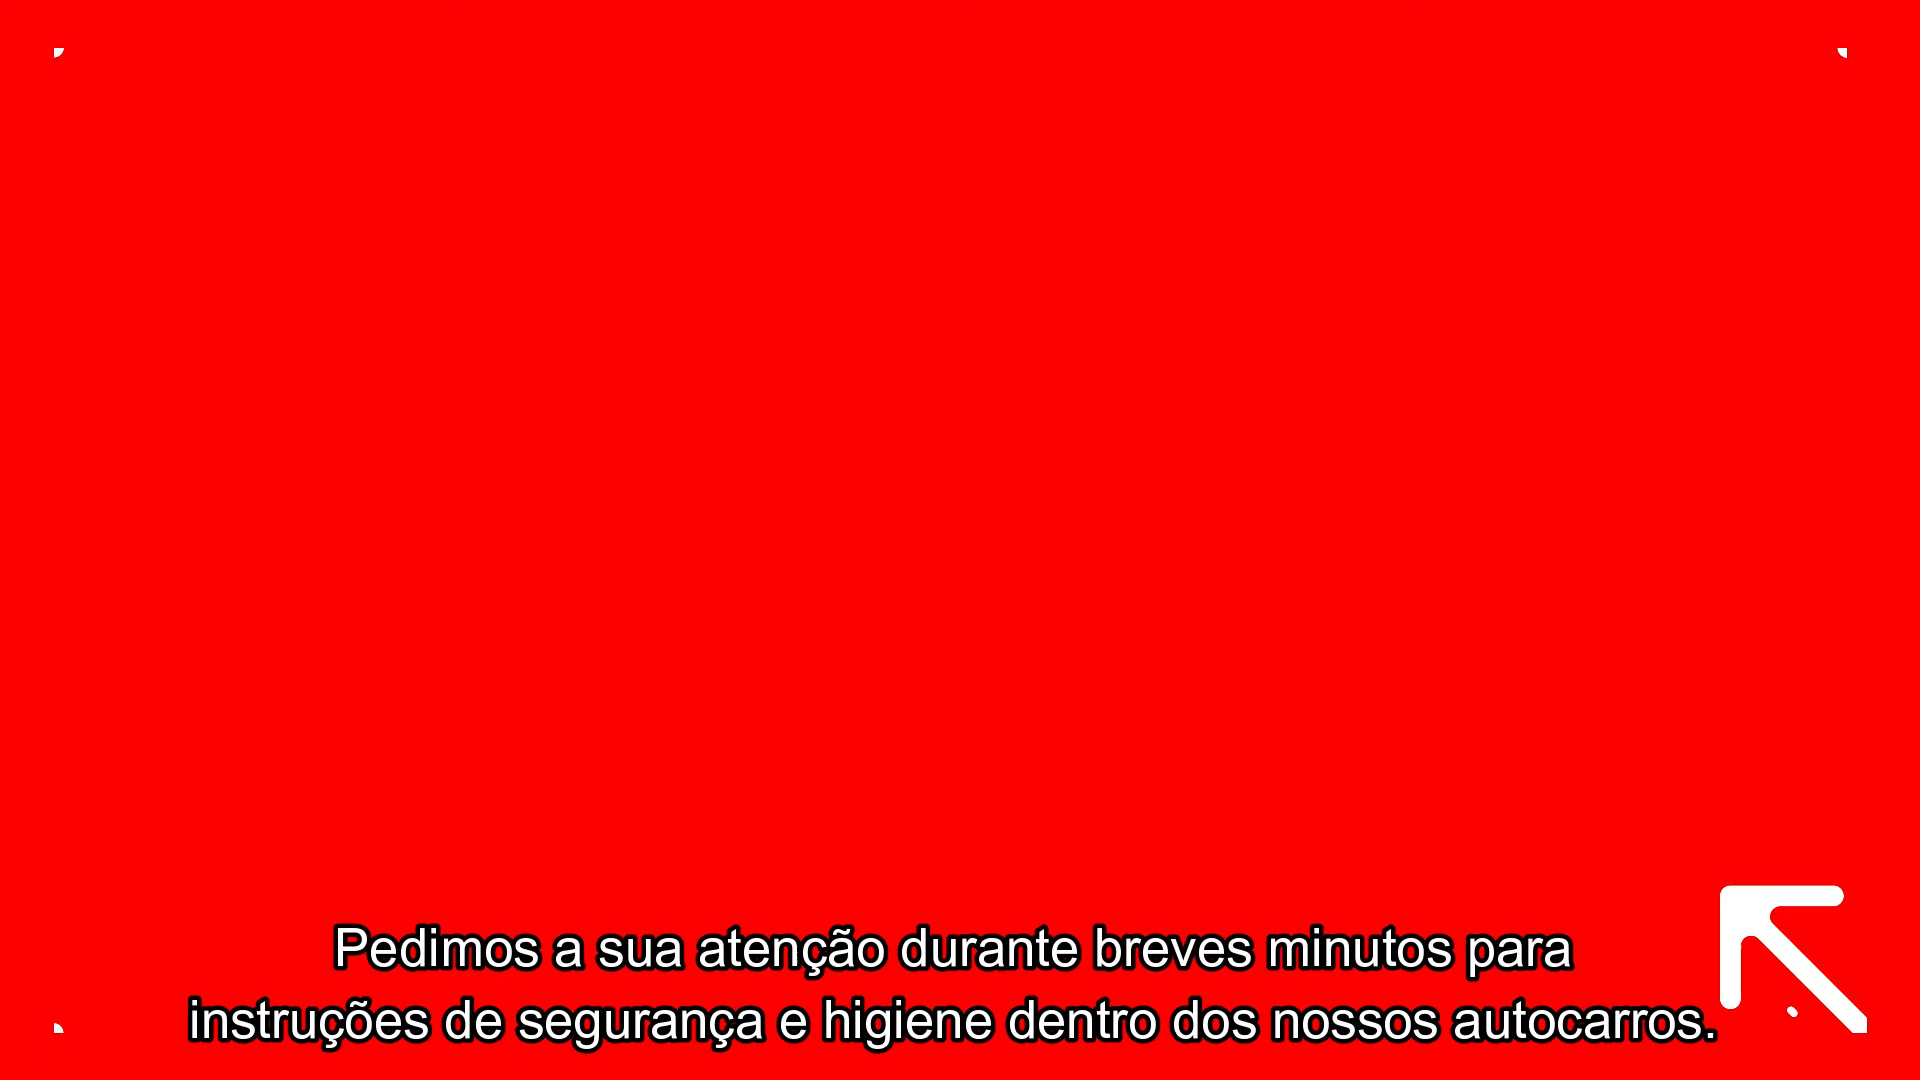 Pedimos a sua atenção durante breves minutos para
instruções de segurança e higiene dentro dos nossos autocarros.